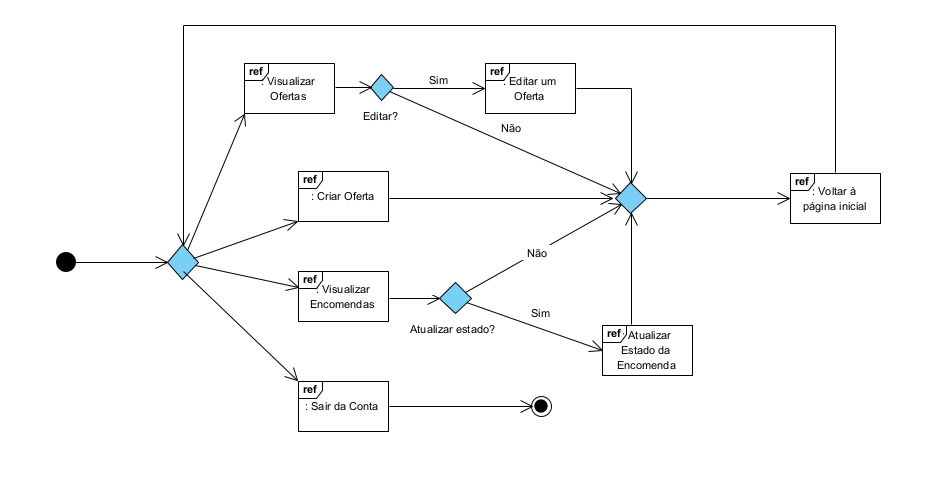 ref
: Visualizar
Ofertas
Editar?
Sim
ref
: Editar um
Oferta
Não
ref
: Criar Oferta
ref
: Voltar à
página inicial
ref
: Visualizar
Encomendas
Atualizar estado?
Não
Sim
ref
: Atualizar
Estado da
Encomenda
ref
: Sair da Conta